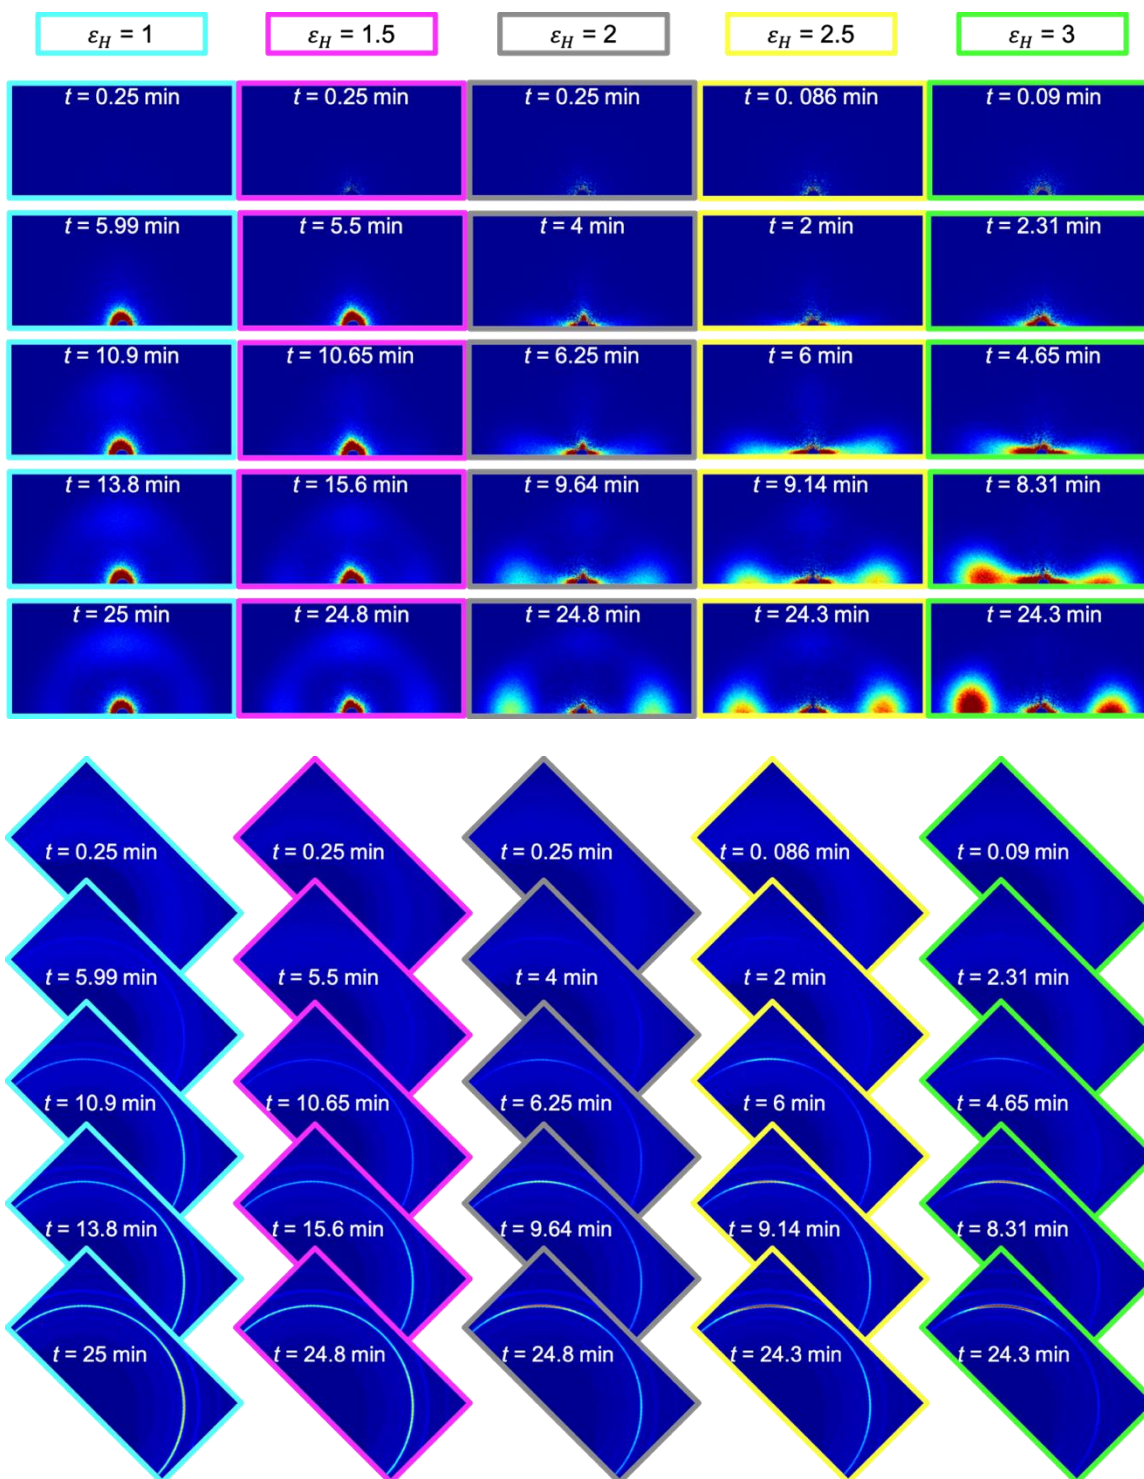 ε_H = 1 ε_H = 1.5 ε_H = 2 ε_H = 2.5 ε_H = 3
t = 0.25 min t = 0.25 min t = 0.25 min t = 0. 086 min t = 0.09 min
t = 5.99 min t = 5.5 min t = 4 min t = 2 min t = 2.31 min
t = 10.9 min t = 10.65 min t = 6.25 min t = 6 min t = 4.65 min
t = 13.8 min t = 15.6 min t = 9.64 min t = 9.14 min t = 8.31 min
t = 25 min t = 24.8 min t = 24.8 min t = 24.3 min t = 24.3 min
t = 0.25 min t = 0.25 min t = 0.25 min t = 0. 086 min t = 0.09 min
t = 5.99 min t = 5.5 min t = 4 min t = 2 min t = 2.31 min
t = 10.9 min t = 10.65 min t = 6.25 min t = 6 min t = 4.65 min
t = 13.8 min t = 15.6 min t = 9.64 min t = 9.14 min t = 8.31 min
t = 25 min t = 24.8 min t = 24.8 min t = 24.3 min t = 24.3 min